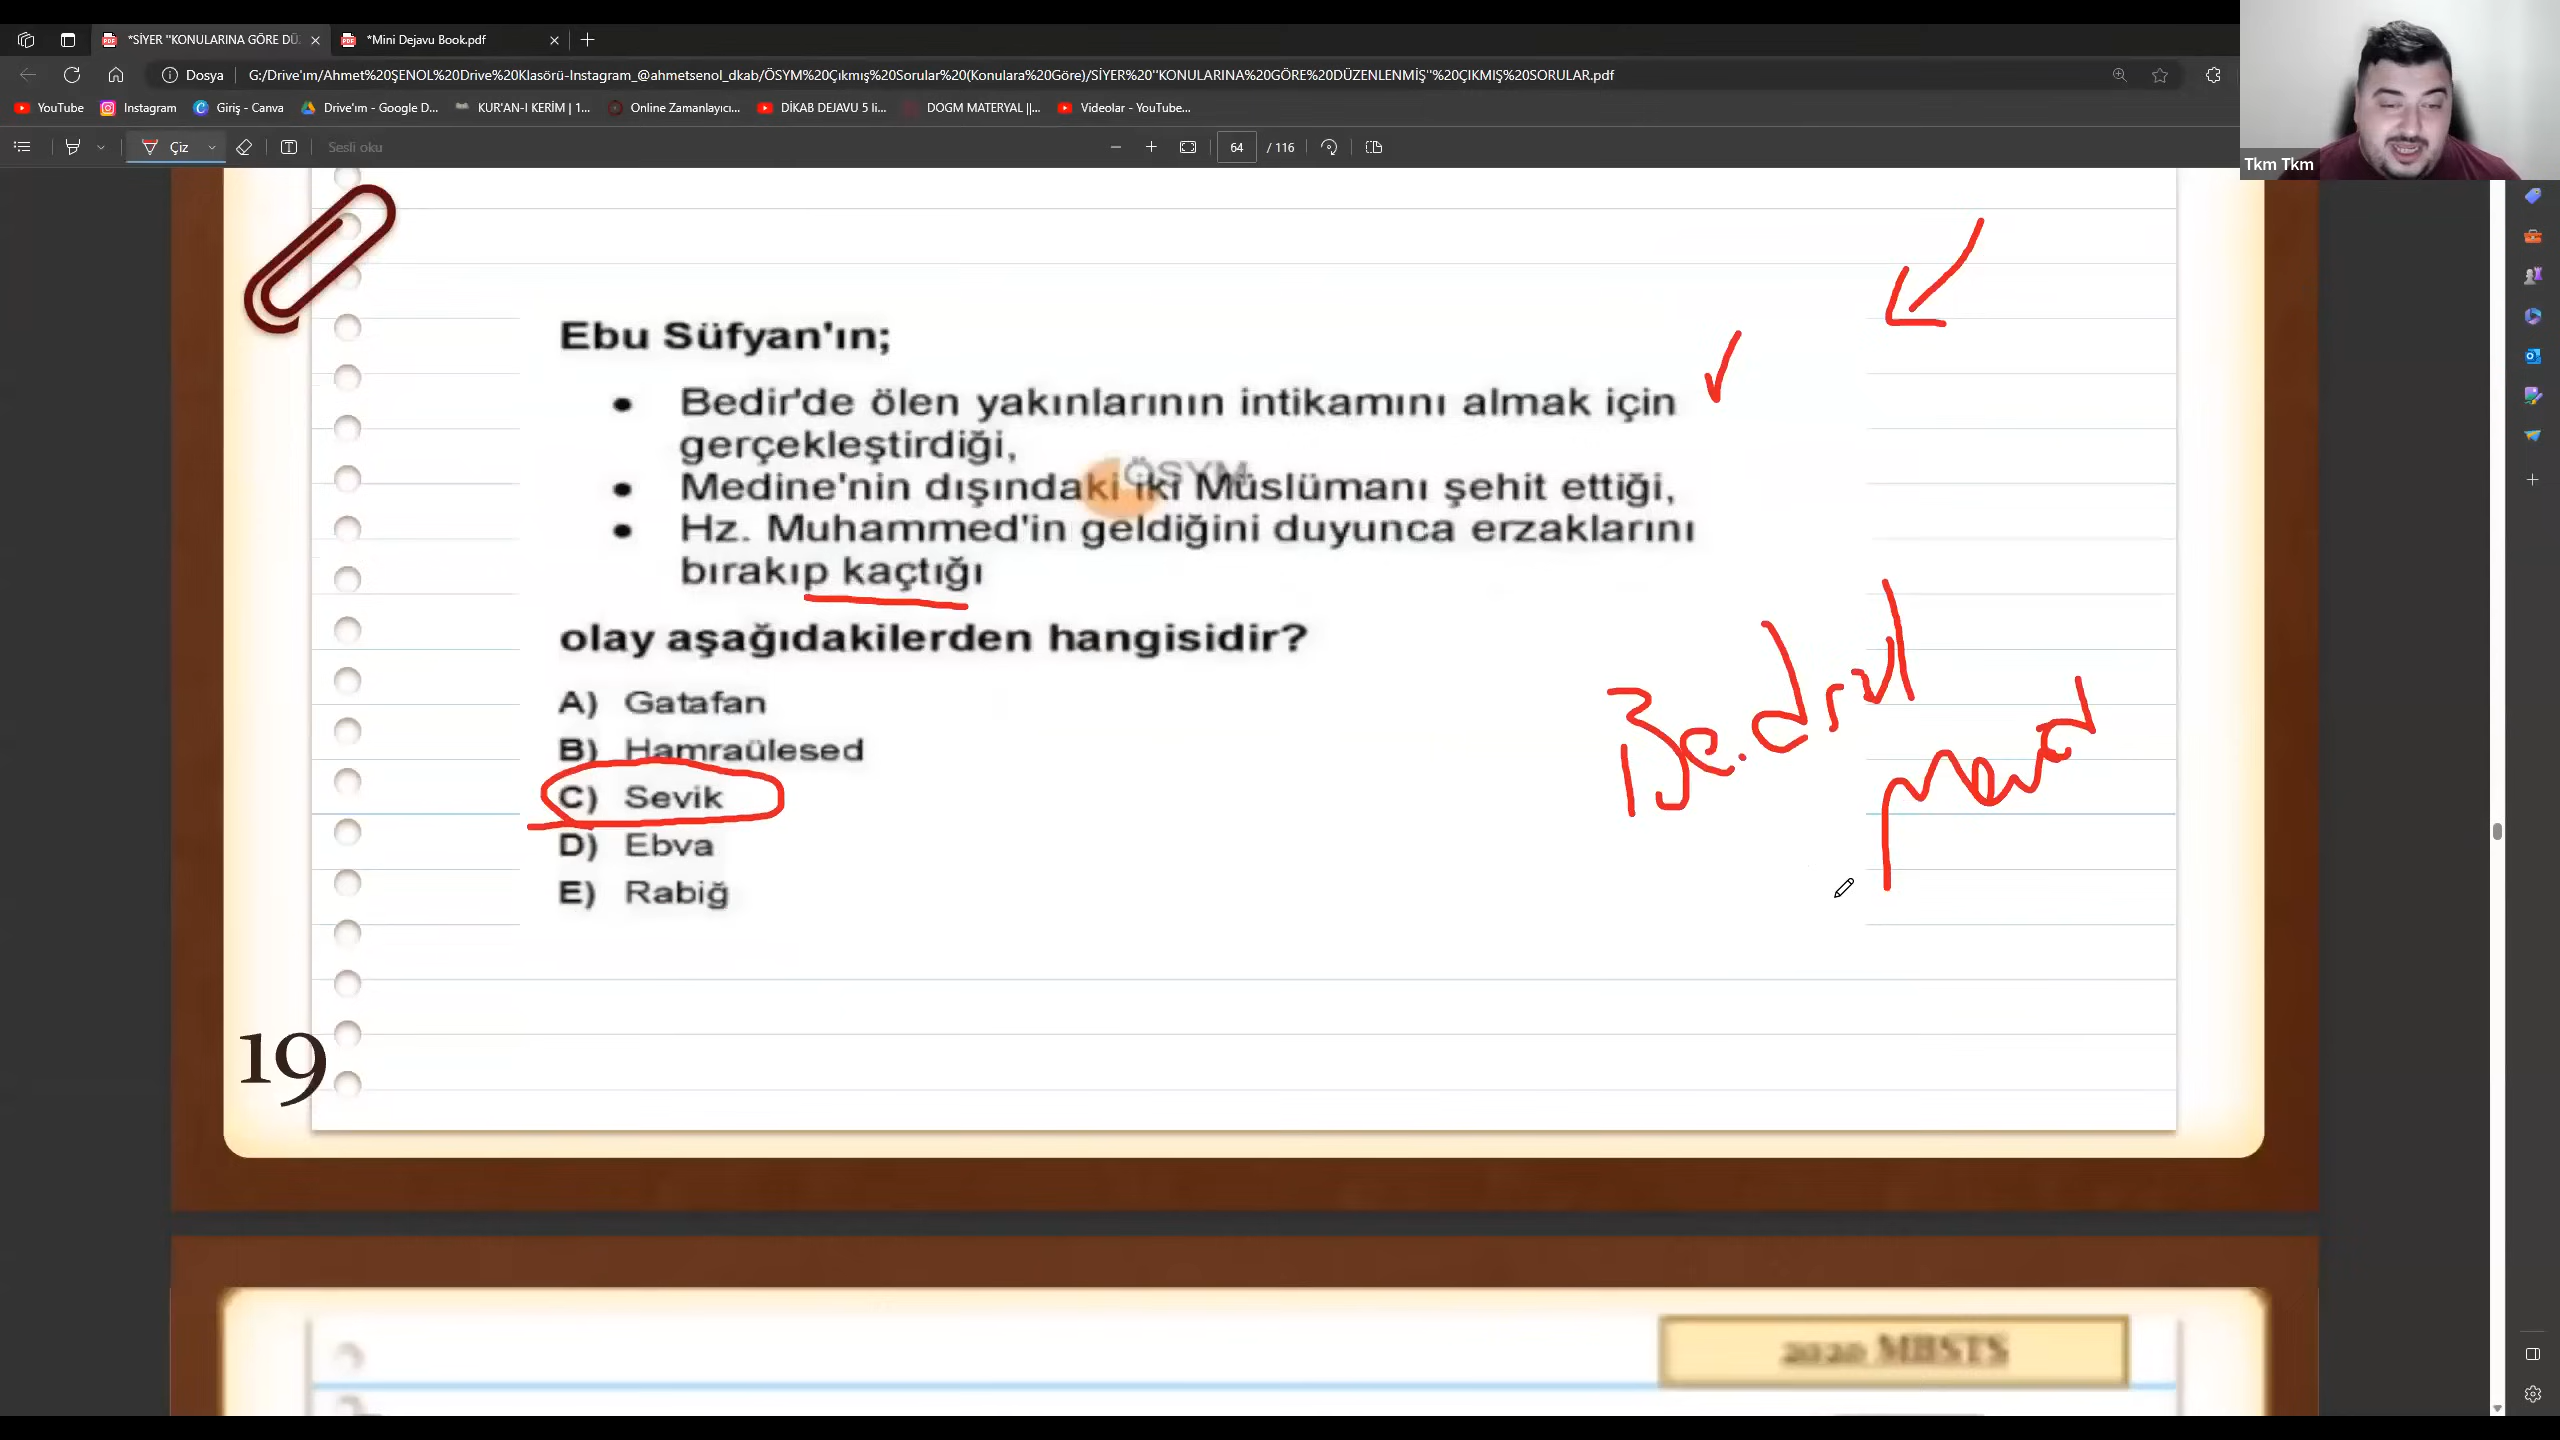 *SİYER "KONULARINA GÖRE DÜ.
*Mini Dejavu Book.pdf
Dosya
G:/Drive'ım/Ahmet%20ŞENOL%20Drive%20Klasörü-Instagram_@ahmetsenol_dkab/ÖSYM%20Çıkmış%20Sorular%20(Konulara%20Göre)/SİYER%20''KONULARINA%20GÖRE%20DÜZENLENMİŞ''%20ÇIKMIŞ%20SORULAR.pdf
YouTube
Instagram
Giriş - Canva
Drive'ım - Google D...
KUR'AN-I KERİM | 1...
Online Zamanlayıcı...
DİKAB DEJAVU 5 li...
DOGM MATERYAL ||...
Videolar - YouTube...
Çiz
Sesli oku
64
/ 116
Tkm Tkm
Ebu Süfyan'ın;
• Bedir'de ölen yakınlarının intikamını almak için
gerçekleştirdiği,
ÖSYM
• Medine'nin dışındaki iki Müslümanı şehit ettiği,
• Hz. Muhammed'in geldiğini duyunca erzaklarını
bırakıp kaçtığı
olay aşağıdakilerden hangisidir?
A) Gatafan
B) Hamraülesed
C) Sevik
D) Ebva
E) Rabiğ
19
2020 MBSTS